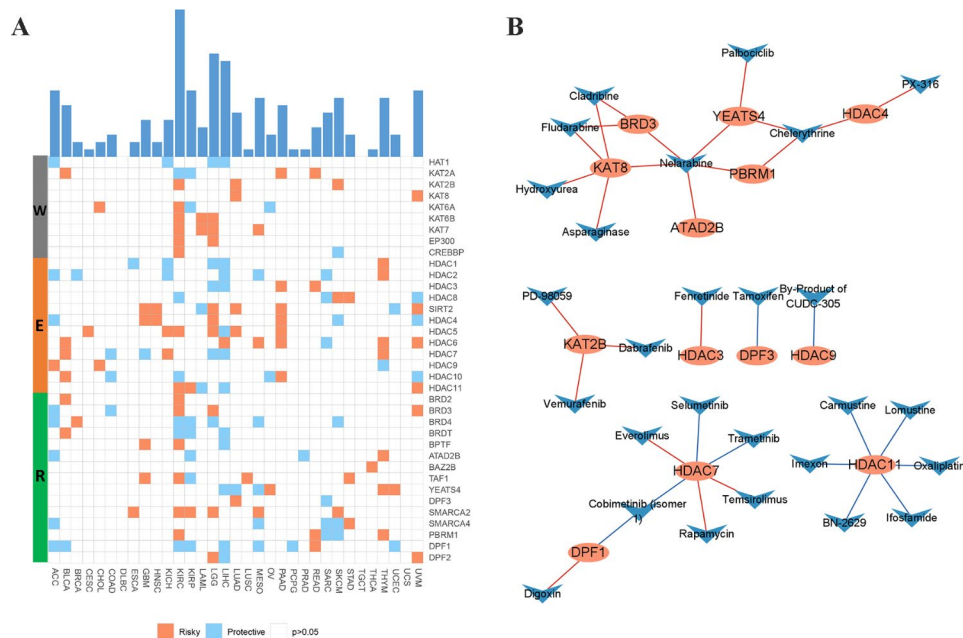 A
W
E
R
HAT1
KAT2A
KAT2B
KAT8
KAT6A
KAT6B
KAT7
EP300
CREBBP
HDAC1
HDAC2
HDAC3
HDAC8
SIRT2
HDAC4
HDAC5
HDAC6
HDAC7
HDAC9
HDAC10
HDAC11
BRD2
BRD3
BRD4
BRDT
BPTF
ATAD2B
BAZ2B
TAF1
YEATS4
DPF3
SMARCA2
SMARCA4
PBRM1
DPF1
DPF2
ACC
BLCA
BRCA
CESC
CHOL
COAD
DLBC
ESCA
GBM
HNSC
KICH
KIRC
KIRP
LAML
LGG
LIHC
LUAD
LUSC
MESO
OV
PAAD
PCPG
PRAD
READ
SARC
SKCM
STAD
TGCT
THCA
THYM
UCEC
UCS
UVM
Risky
Protective
p>0.05
B
Palbociclib
PX-316
Cladribine
YEATS4
HDAC4
Fludarabine
BRD3
Chelerythrine
KAT8
Nelarabine
PBRM1
Hydroxyurea
Asparaginase
ATAD2B
PD-98059
Fenretinide
Tamoxifen
By-Product of
CUDC-305
KAT2B
Dabrafenib
HDAC3
DPF3
HDAC9
Vemurafenib
Selumetinib
Carmustine
Lomustine
Everolimus
Trametinib
HDAC7
Imexon
HDAC11
Oxaliplatin
Cobimetinib (isomer
1)
Temsirolimus
Rapamycin
BN-2629
Ifosfamide
DPF1
Digoxin